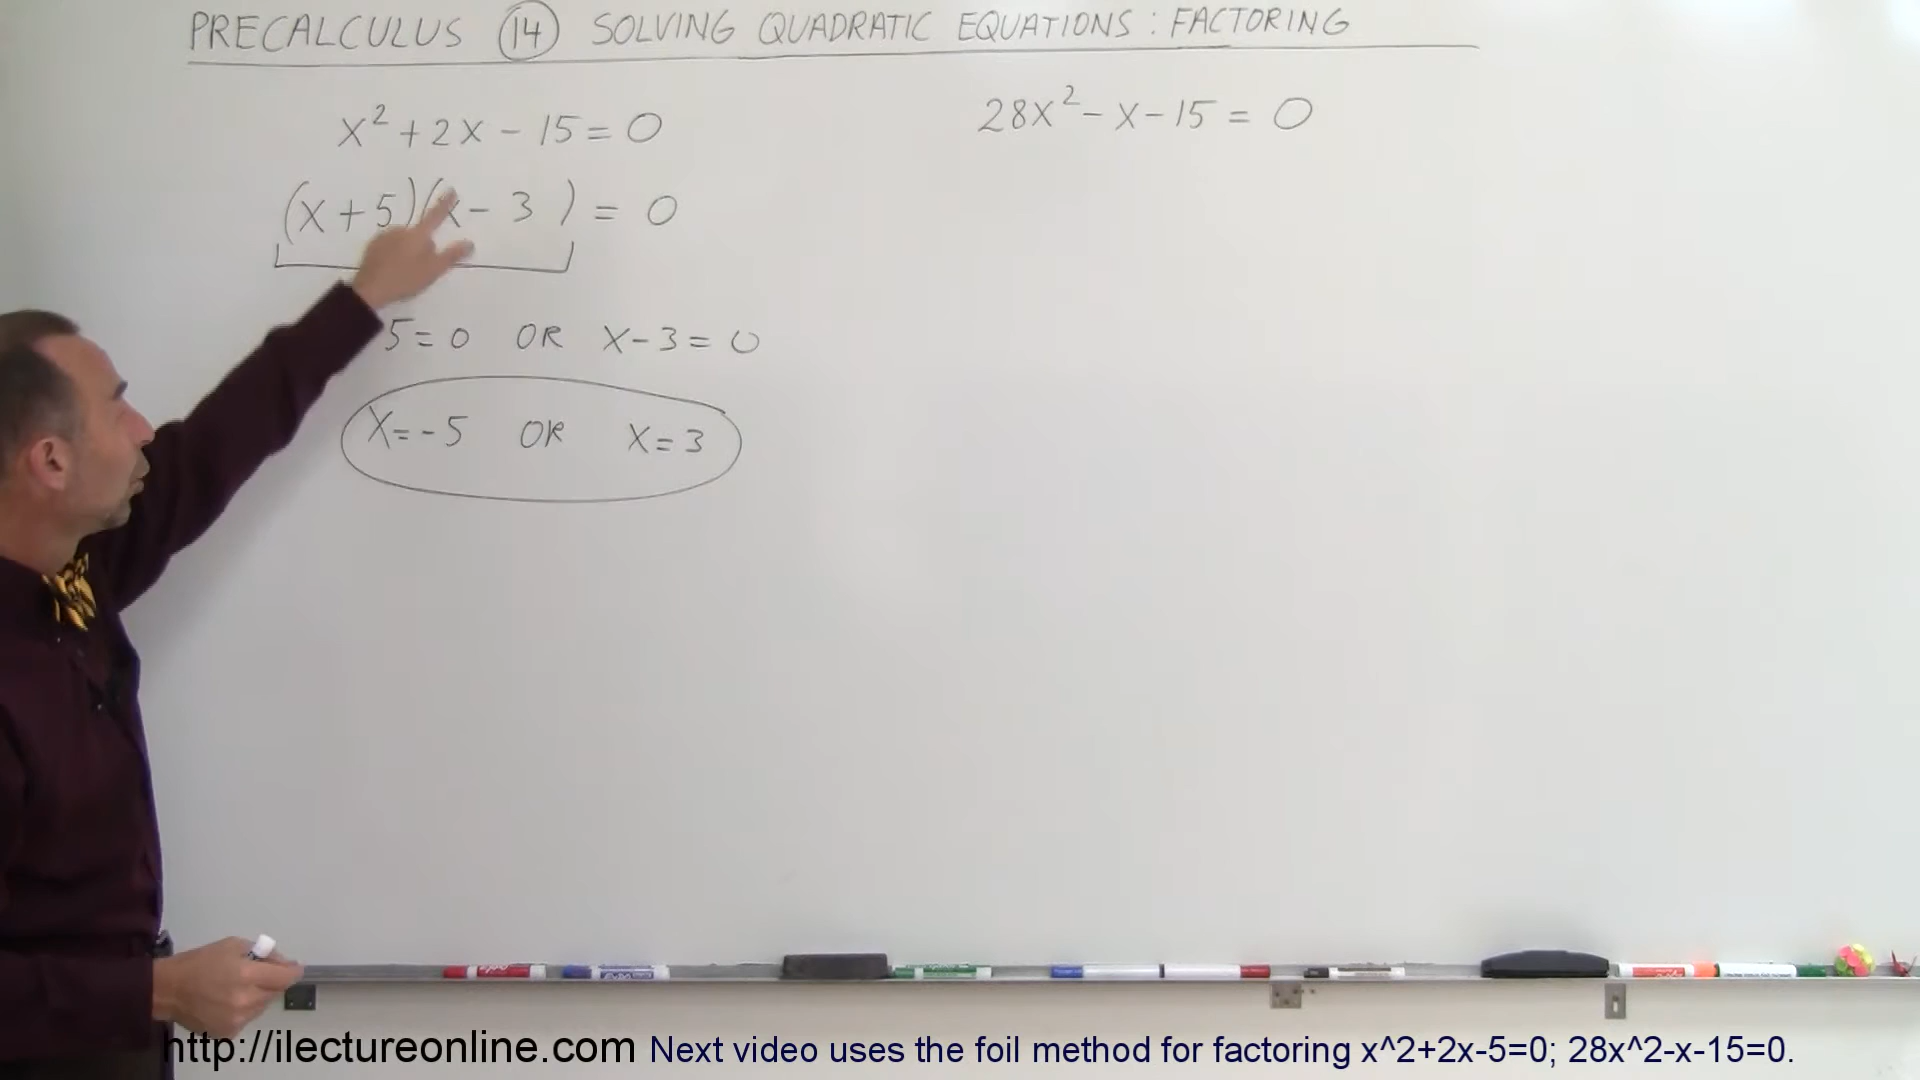 PRECALCULUS 14 SOLVING QUADRATIC EQUATIONS : FACTORING
x² + 2x - 15 = 0
(x + 5)(x - 3) = 0
5 = 0 OR x - 3 = 0
x = -5 OR x = 3
28x² - x - 15 = 0
http://ilectureonline.com Next video uses the foil method for factoring x^2+2x-5=0; 28x^2-x-15=0.